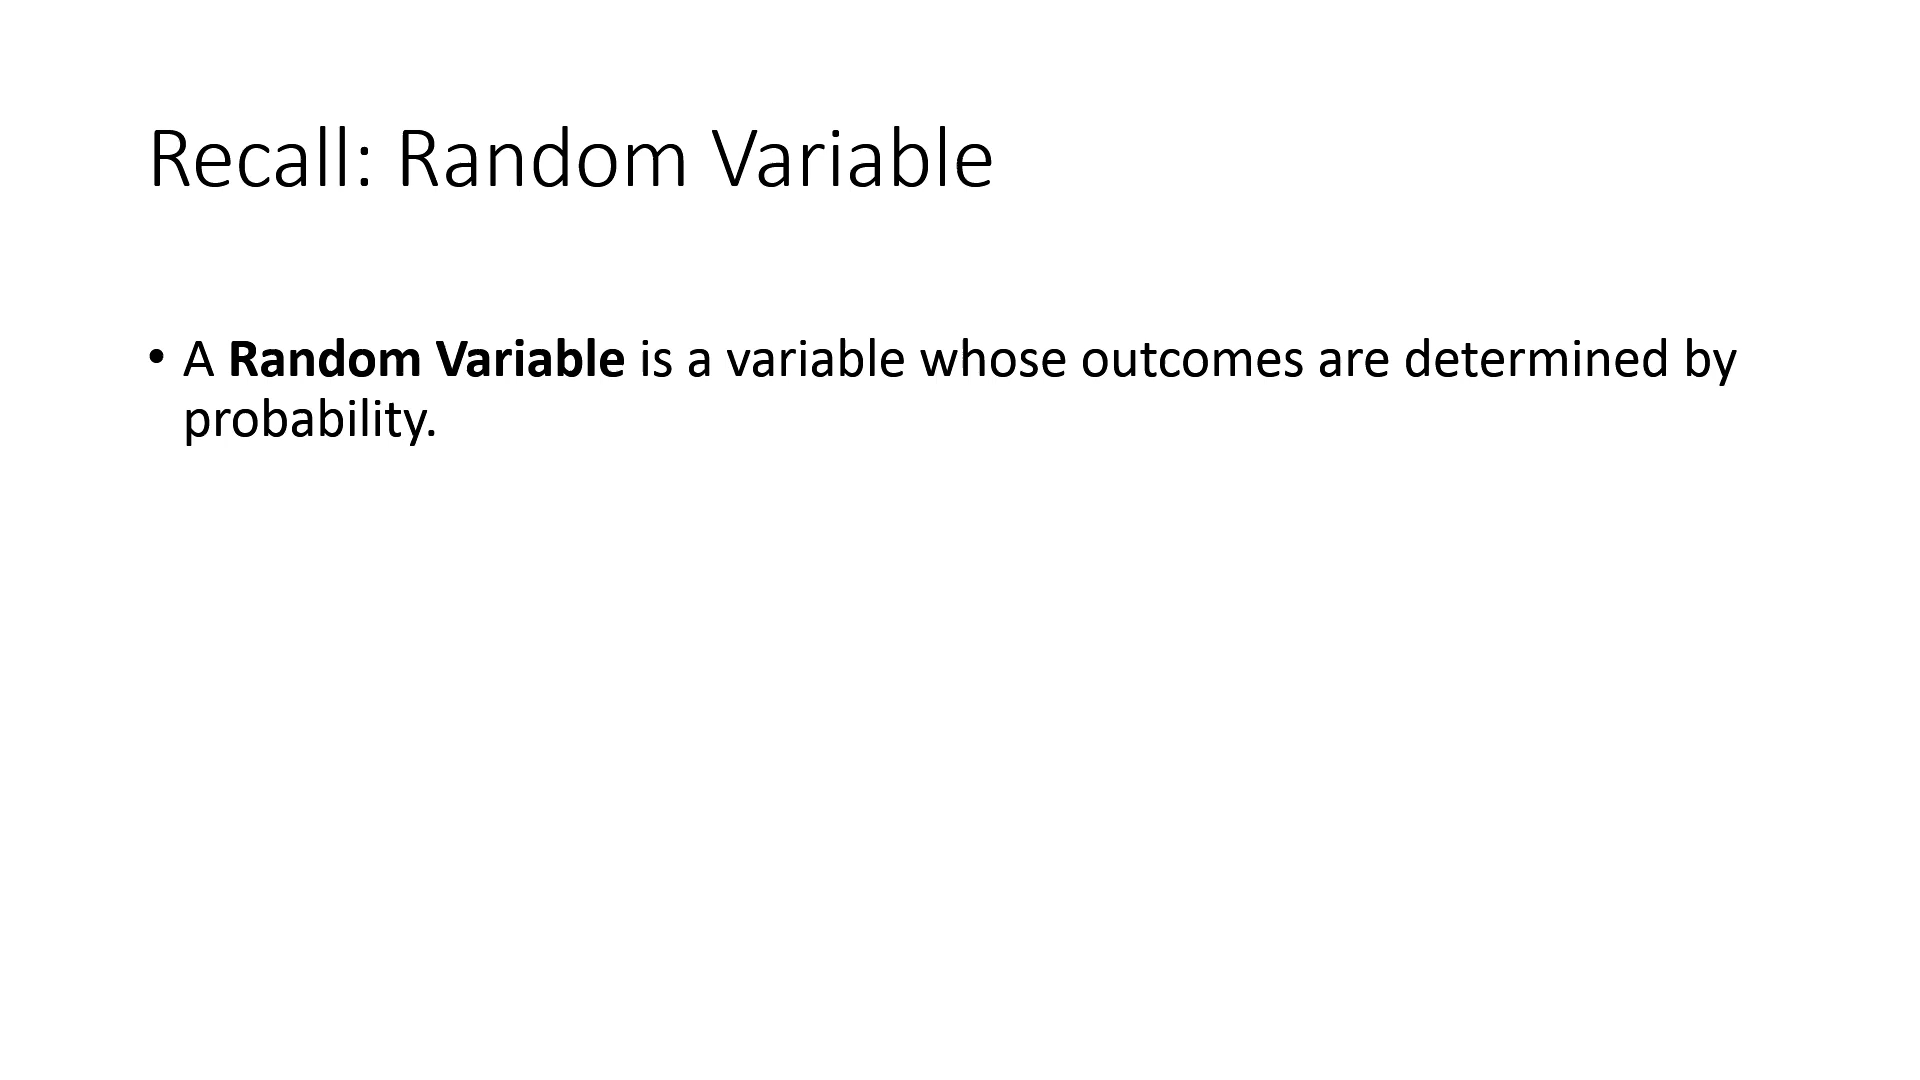 Recall: Random Variable
• A Random Variable is a variable whose outcomes are determined by
probability.